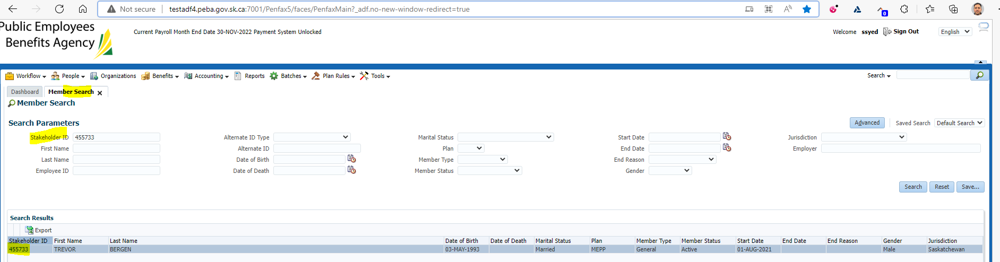 Not secure | testadf4.peba.gov.sk.ca:7001/Penfax5/faces/PenfaxMain?_adf.no-new-window-redirect=true
0
Public Employees
Benefits Agency
Current Payroll Month End Date 30-NOV-2022 Payment System Unlocked
Welcome ssyed Sign Out English
Workflow People Organizations Benefits Accounting Reports Batches Plan Rules Tools Search
Dashboard Member Search
Member Search
Search Parameters Advanced Saved Search Default Search
Stakeholder ID 455733 Alternate ID Type Marital Status Start Date Jurisdiction
First Name Alternate ID Plan End Date Employer
Last Name Date of Birth Member Type End Reason
Employee ID Date of Death Member Status Gender
Search Reset Save...
Search Results
Export
Stakeholder ID First Name Last Name Date of Birth Date of Death Marital Status Plan Member Type Member Status Start Date End Date End Reason Gender Jurisdiction
455733 TREVOR BERGEN 03-MAY-1993 Married MEPP General Active 01-AUG-2021 Male Saskatchewan